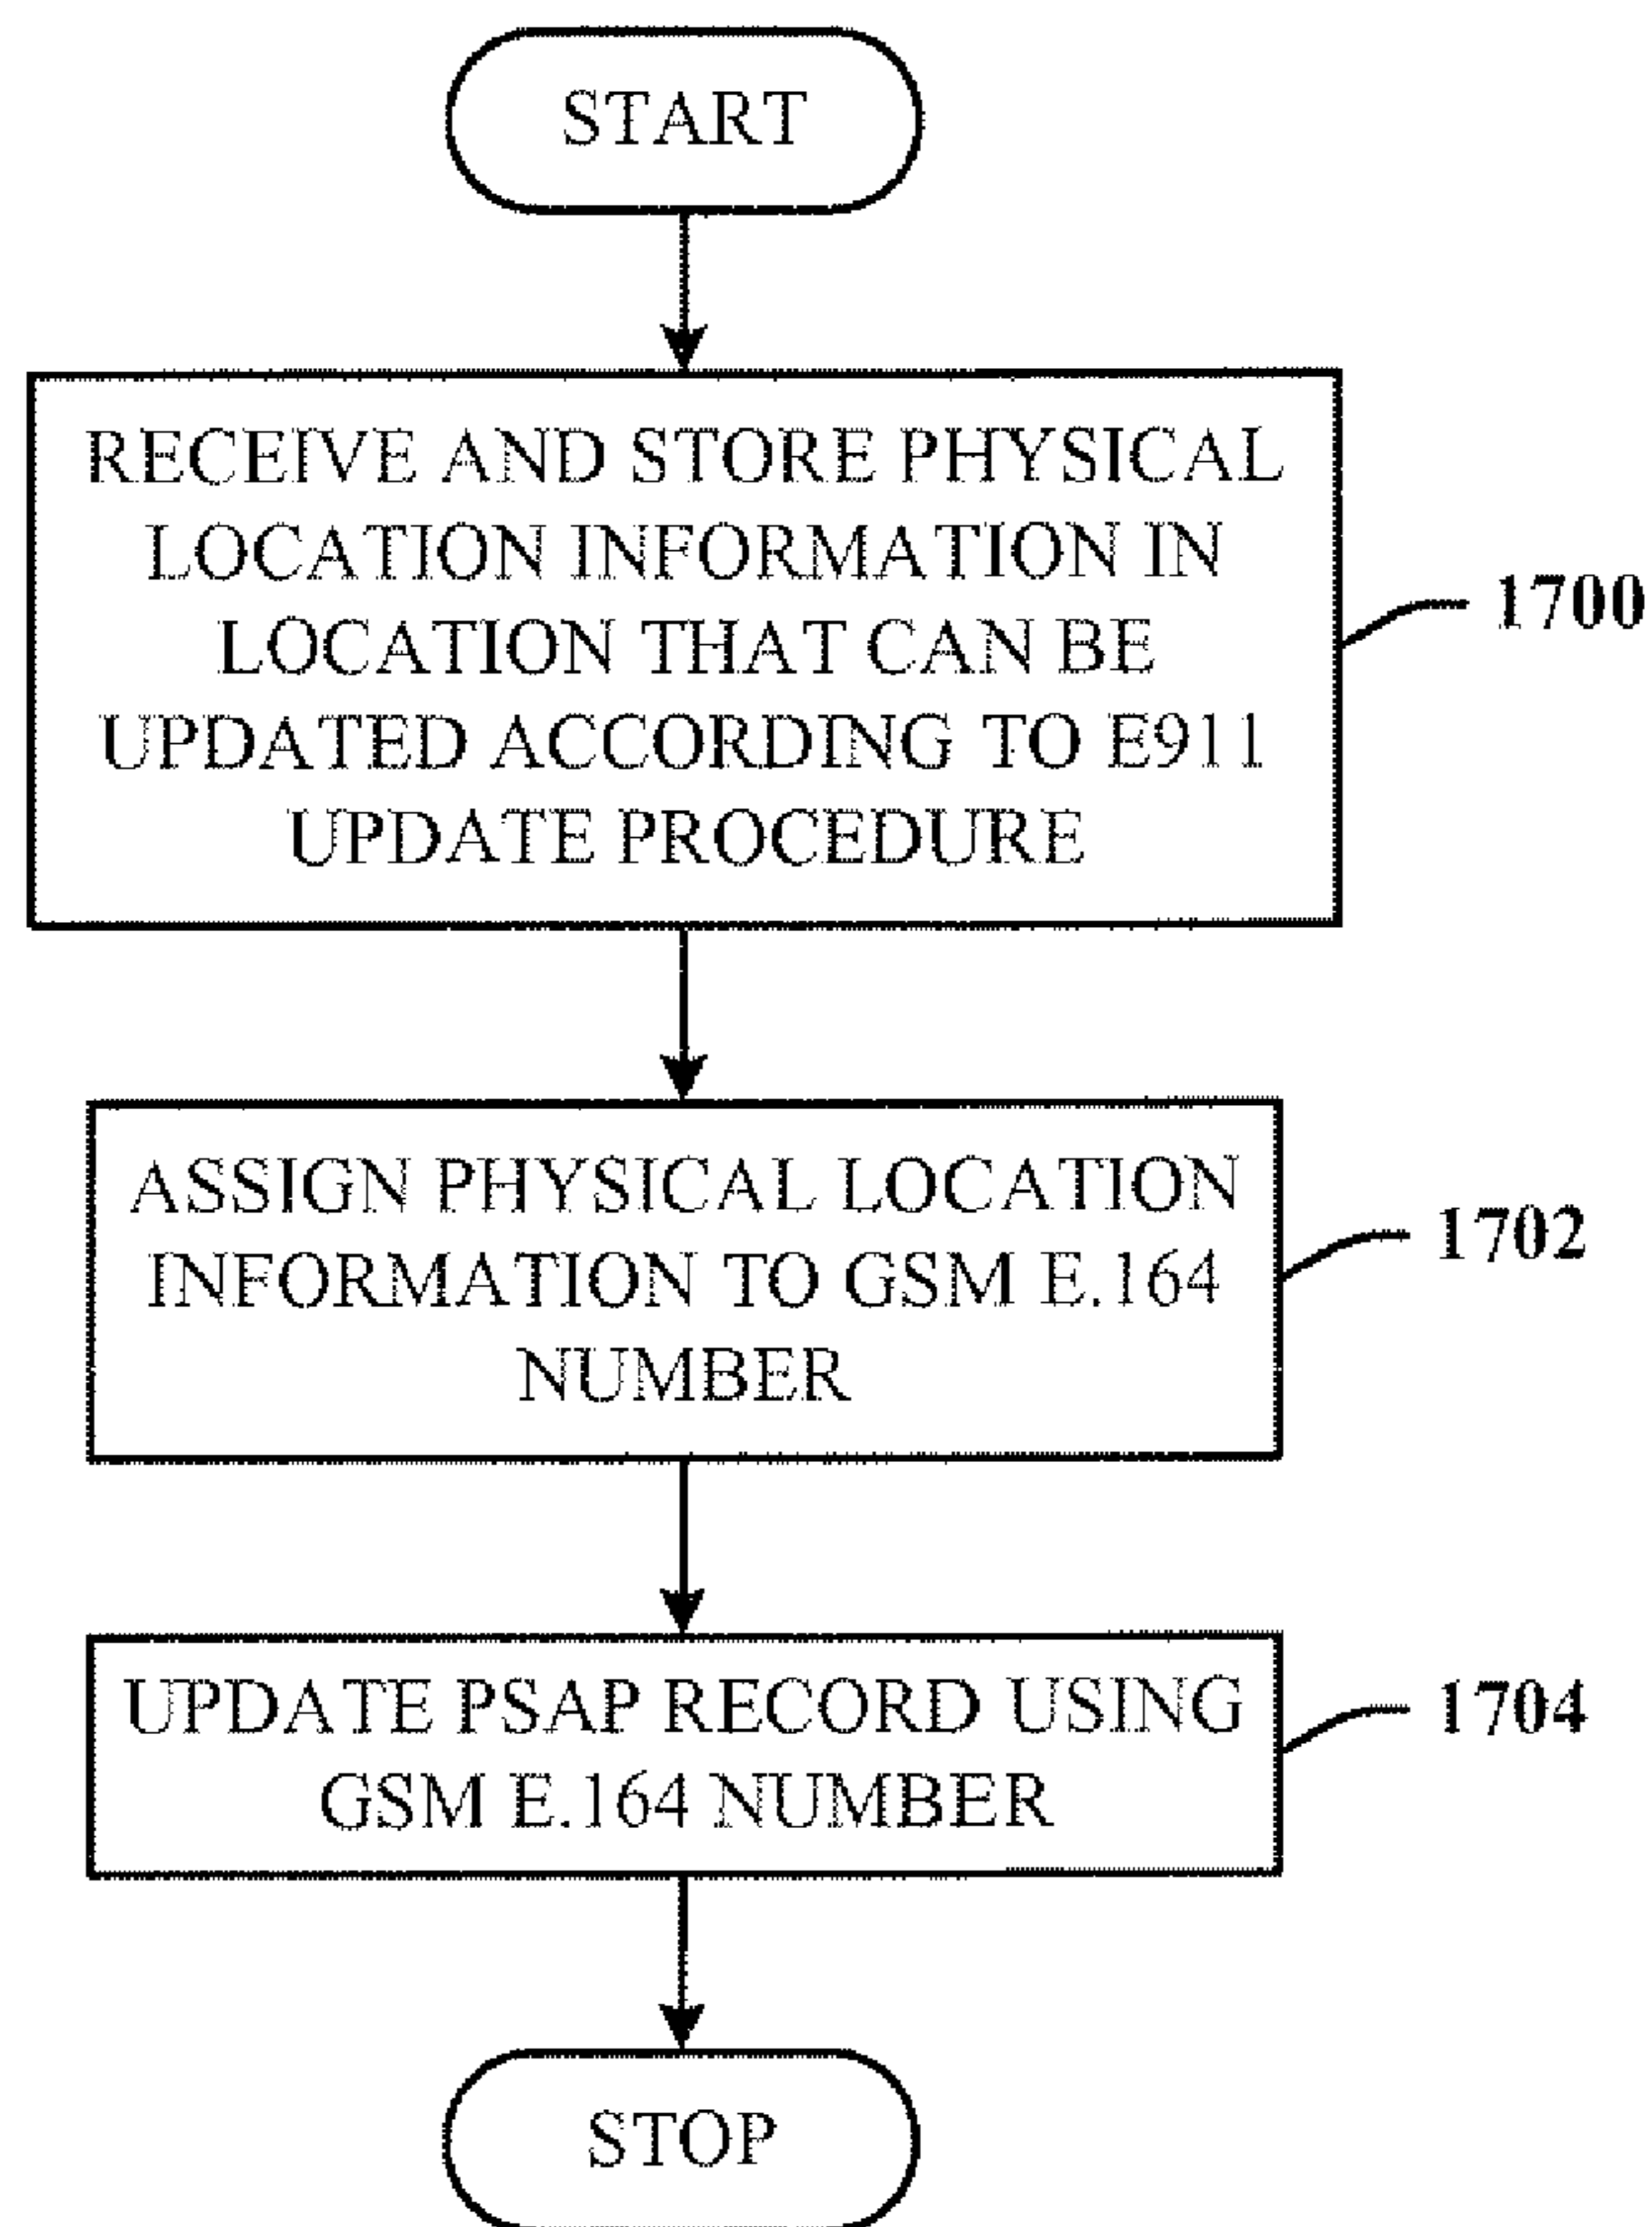 START
RECEIVE AND STORE PHYSICAL
LOCATION INFORMATION IN
LOCATION THAT CAN BE
UPDATED ACCORDING TO E911
UPDATE PROCEDURE
1700
ASSIGN PHYSICAL LOCATION
INFORMATION TO GSM E.164
NUMBER
1702
UPDATE PSAP RECORD USING
GSM E.164 NUMBER
1704
STOP